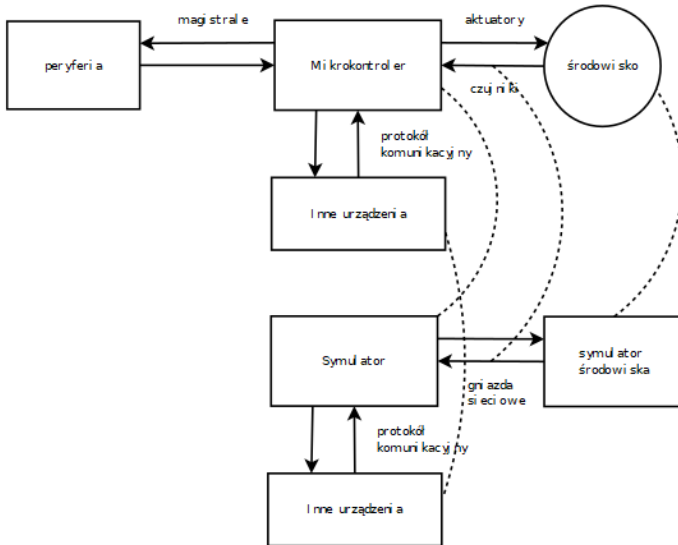 magistrale
aktuatory
peryferia
Mikrokontroler
środowisko
czujniki
protokół
komunikacyjny
Inne urządzenia
Symulator
symulator
środowiska
gniazda
sieciowe
protokół
komunikacyjny
Inne urządzenia